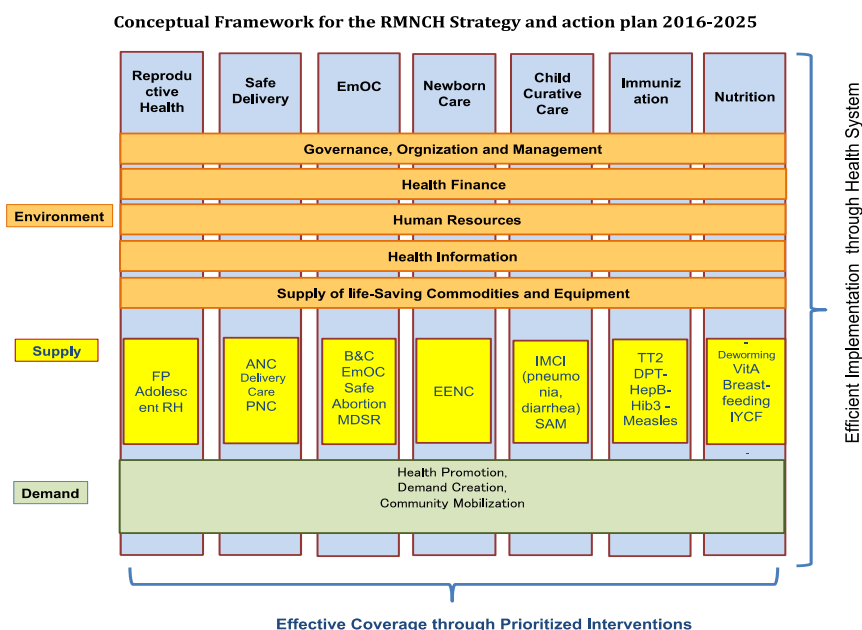 Conceptual Framework for the RMNCH Strategy and action plan 2016-2025
Reprodu
ctive
Health
Safe
Delivery
EmOC
Newborn
Care
Child
Curative
Care
Immuniz
ation
Nutrition
Governance, Orgnization and Management
Health Finance
Environment
Human Resources
Health Information
Supply of life-Saving Commodities and Equipment
Supply
FP
Adolesc
ent RH
ANC
Delivery
Care
PNC
B&C
EmOC
Safe
Abortion
MDSR
EENC
IMCI
(pneumo
nia,
diarrhea)
SAM
TT2
DPT-
HepB-
Hib3 -
Measles
-
Deworming
VitA
Breast-
feeding
IYCF
-
Demand
Health Promotion,
Demand Creation,
Community Mobilization
Efficient Implementation through Health System
Effective Coverage through Prioritized Interventions